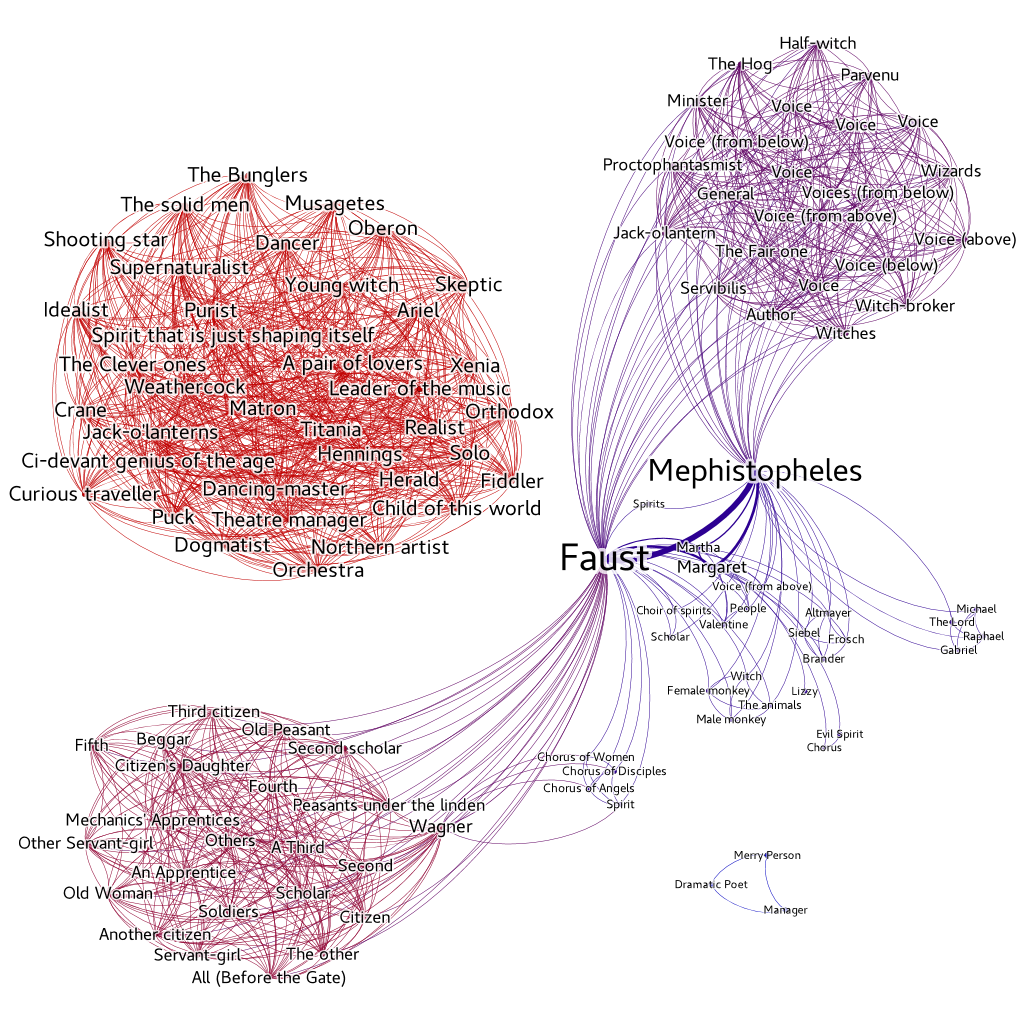 Half-witch
The Hog
Parvenu
Minister
Voice
Voice
Voice
Voice (from below)
Proctophantasmist
Voice
Wizards
General
Voices (from below)
Voice (from above)
Jack-o'lantern
Voice (above)
The Fair one
Voice (below)
Servibilis
Voice
Witch-broker
Author
Witches
The Bunglers
The solid men
Musagetes
Oberon
Shooting star
Dancer
Supernaturalist
Young witch
Skeptic
Idealist
Purist
Ariel
Spirit that is just shaping itself
The Clever ones
A pair of lovers
Xenia
Weathercock
Leader of the music
Crane
Matron
Orthodox
Jack-o'lanterns
Titania
Realist
Hennings
Solo
Ci-devant genius of the age
Herald
Fiddler
Curious traveller
Dancing-master
Child of this world
Puck
Theatre manager
Dogmatist
Northern artist
Orchestra
Mephistopheles
Spirits
Faust
Martha
Margaret
Voice (from above)
Choir of spirits
People
Altmayer
Valentine
Scholar
Siebel
Frosch
Brander
Michael
The Lord
Raphael
Gabriel
Witch
Female monkey
Lizzy
The animals
Male monkey
Evil Spirit
Chorus
Third citizen
Old Peasant
Fifth
Beggar
Second scholar
Citizen's Daughter
Fourth
Peasants under the linden
Mechanics' Apprentices
Wagner
Other Servant-girl
Others
A Third
An Apprentice
Second
Old Woman
Scholar
Soldiers
Citizen
Another citizen
Servant-girl
The other
All (Before the Gate)
Chorus of Women
Chorus of Disciples
Chorus of Angels
Spirit
Merry Person
Dramatic Poet
Manager